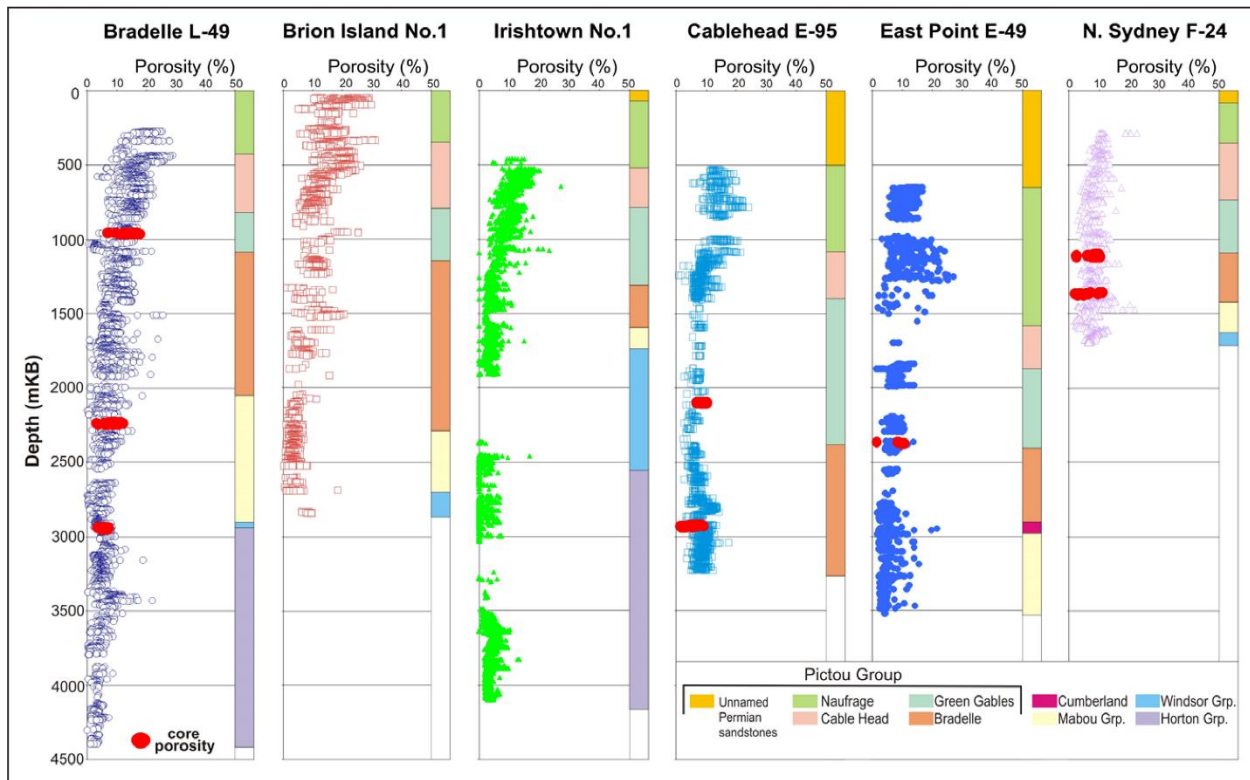 Bradelle L-49
Brion Island No.1
Irishtown No.1
Cablehead E-95
East Point E-49
N. Sydney F-24
Porosity (%)
Porosity (%)
Porosity (%)
Porosity (%)
Porosity (%)
Porosity (%)
0 10 20 30 40 50
0 10 20 30 40 50
0 10 20 30 40 50
0 10 20 30 40 50
0 10 20 30 40 50
0 10 20 30 40 50
0
500
1000
1500
2000
2500
3000
3500
4000
4500
Depth (mKB)
core
porosity
Pictou Group
Unnamed
Permian
sandstones
Naufrage
Cable Head
Green Gables
Bradelle
Cumberland
Mabou Grp.
Windsor Grp.
Horton Grp.